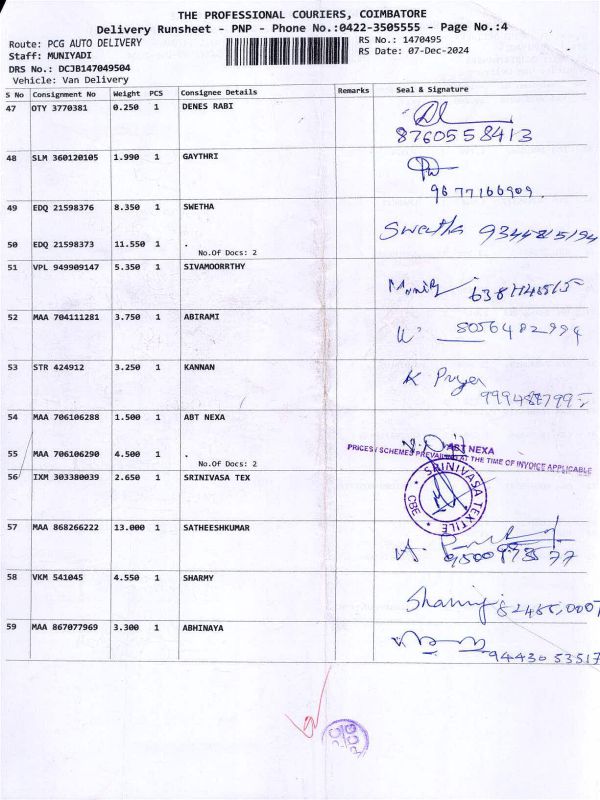 THE PROFESSIONAL COURIERS, COIMBATORE
Delivery Runsheet - PNP - Phone No.:0422-3505555 - Page No.:4
Route: PCG AUTO DELIVERY
Staff: MUNIYADI
DRS No.: DCJB147049504
Vehicle: Van Delivery
RS No.: 1470495
RS Date: 07-Dec-2024
S No Consignment No Weight PCS Consignee Details Remarks Seal & Signature
47 OTY 3770381 0.250 1 DENES RABI
8760558413
48 SLM 360120105 1.990 1 GAYTHRI
9677166909
49 EDQ 21598376 8.350 1 SWETHA
Swetha
50 EDQ 21598373 11.550 1 .
No.Of Docs: 2
51 VPL 949909147 5.350 1 SIVAMOORRTHY
52 MAA 704111281 3.750 1 ABIRAMI
8056482994
53 STR 424912 3.250 1 KANNAN
K Priya
54 MAA 706106288 1.500 1 ABT NEXA
ABT NEXA
PRICES / SCHEMES PREVAILING AT THE TIME OF INVOICE APPLICABLE
55 MAA 706106290 4.500 1 .
No.Of Docs: 2
56 IXM 303380039 2.650 1 SRINIVASA TEX
SRINIVASA TEXTILE
CBE
57 MAA 868266222 13.000 1 SATHEESHKUMAR
58 VKM 541045 4.550 1 SHARMY
Sharmy
59 MAA 867077969 3.300 1 ABHINAYA
9443053517